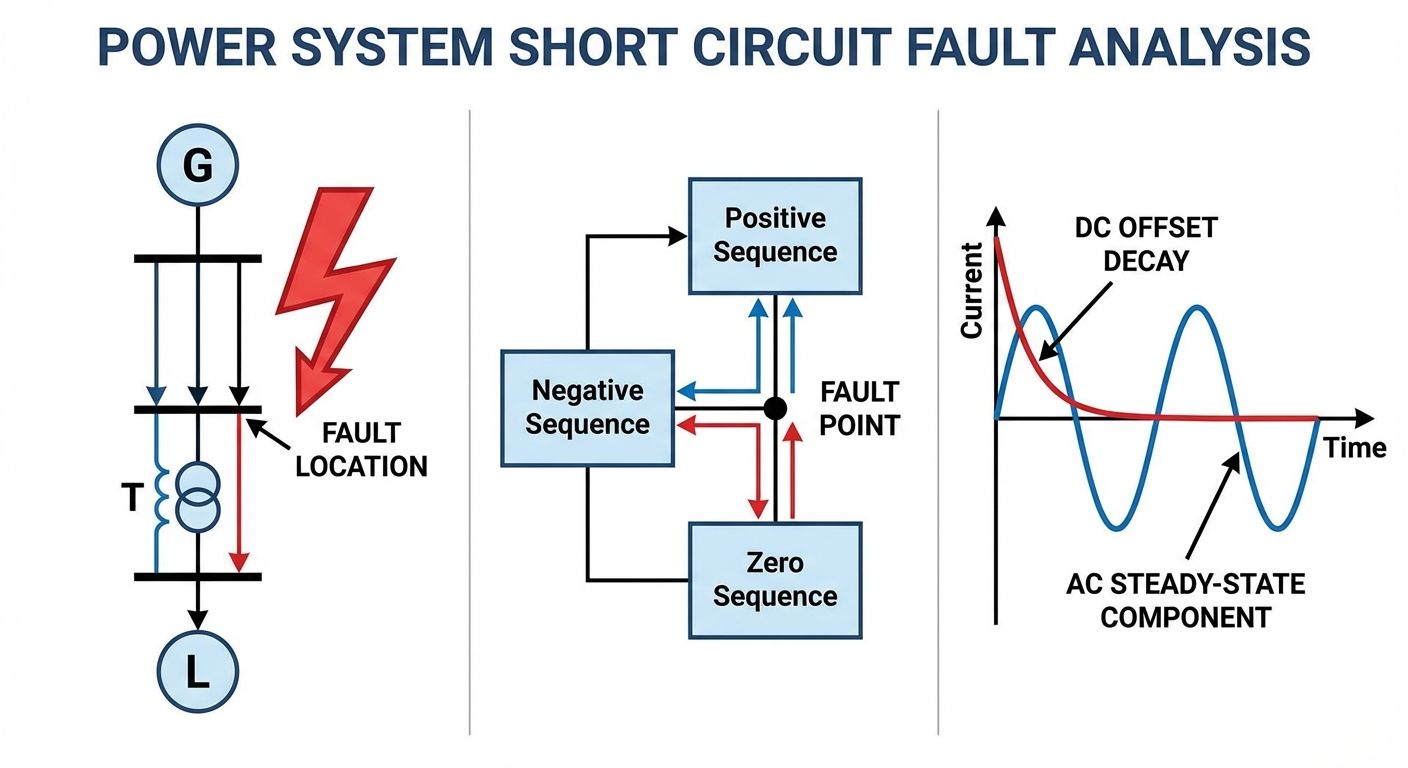 POWER SYSTEM SHORT CIRCUIT FAULT ANALYSIS
G
FAULT
LOCATION
T
L
Positive
Sequence
Negative
Sequence
FAULT
POINT
Zero
Sequence
Current
DC OFFSET
DECAY
Time
AC STEADY-STATE
COMPONENT